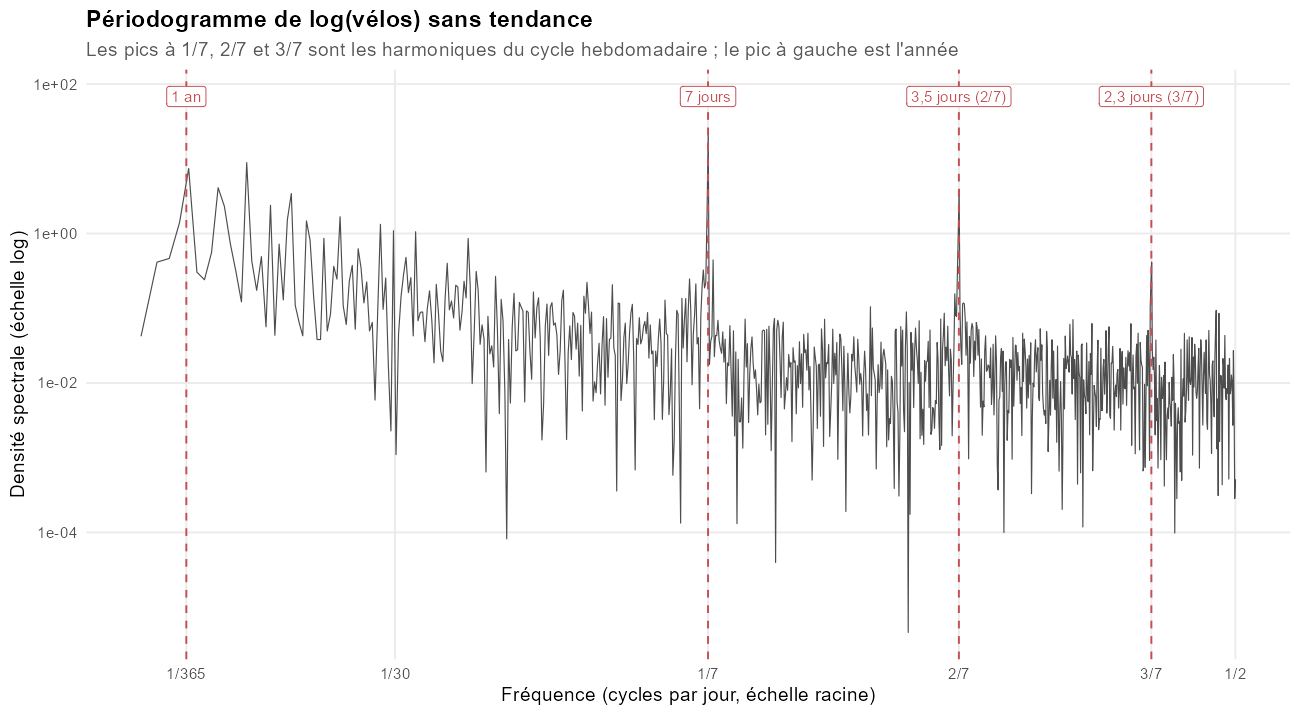 Périodogramme de log(vélos) sans tendance
Les pics à 1/7, 2/7 et 3/7 sont les harmoniques du cycle hebdomadaire ; le pic à gauche est l'année
1e+02
1 an
7 jours
3,5 jours (2/7)
2,3 jours (3/7)
1e+00
1e-02
1e-04
Densité spectrale (échelle log)
1/365
1/30
1/7
2/7
3/7
1/2
Fréquence (cycles par jour, échelle racine)